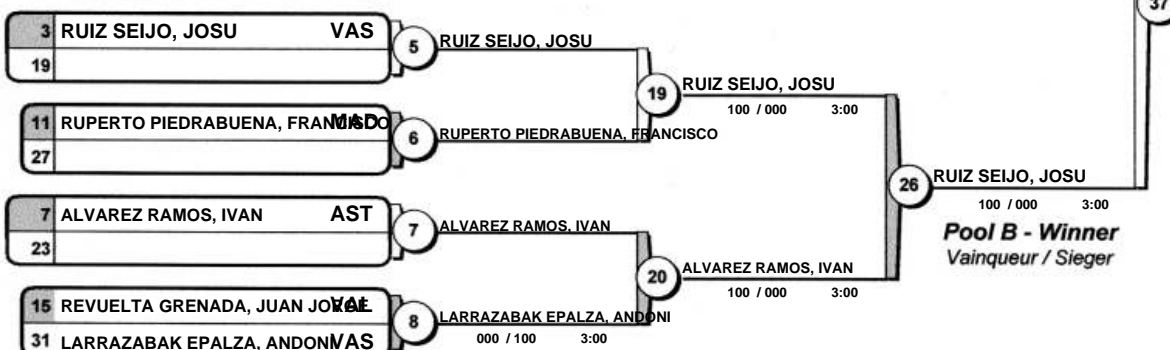 37
3 RUIZ SEIJO, JOSU VAS
5 RUIZ SEIJO, JOSU
19
19 RUIZ SEIJO, JOSU
100 / 000 3:00
11 RUPERTO PIEDRABUENA, FRANCISCO MAD
6 RUPERTO PIEDRABUENA, FRANCISCO
27
26 RUIZ SEIJO, JOSU
100 / 000 3:00
Pool B - Winner
Vainqueur / Sieger
7 ALVAREZ RAMOS, IVAN AST
7 ALVAREZ RAMOS, IVAN
23
20 ALVAREZ RAMOS, IVAN
100 / 000 3:00
15 REVUELTA GRENADA, JUAN JORGE VAL
8 LARRAZABAK EPALZA, ANDONI
000 / 100 3:00
31 LARRAZABAK EPALZA, ANDONI VAS